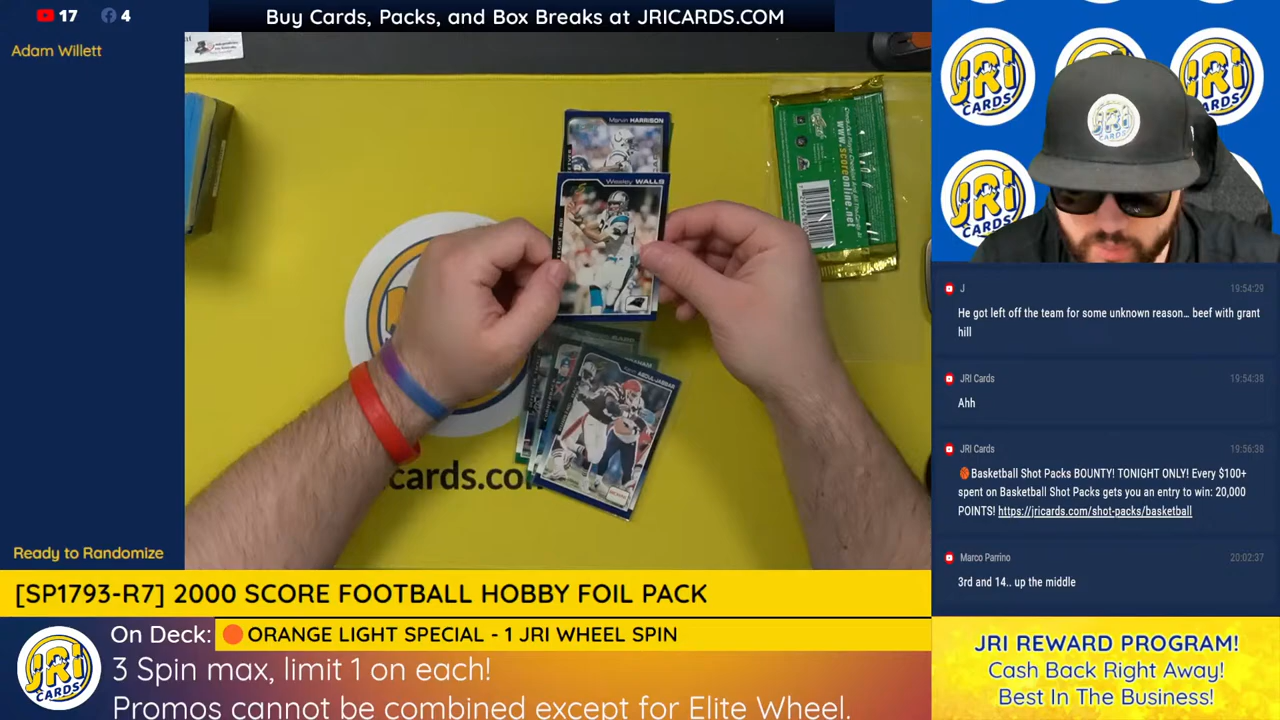 17
4
Buy Cards, Packs, and Box Breaks at JRICARDS.COM
Adam Willett
Marvin HARRISON
Wesley WALLS
www.scoreonline.net
ABDUL-JABBAR
JRI
CARDS
cards.com
J
19:54:29
He got left off the team for some unknown reason... beef with grant
hill
JRI Cards
19:54:38
Ahh
JRI Cards
19:56:38
🏀Basketball Shot Packs BOUNTY! TONIGHT ONLY! Every $100+
spent on Basketball Shot Packs gets you an entry to win: 20,000
POINTS! https://jricards.com/shot-packs/basketball
Marco Parrino
20:02:37
3rd and 14.. up the middle
Ready to Randomize
[SP1793-R7] 2000 SCORE FOOTBALL HOBBY FOIL PACK
On Deck:
ORANGE LIGHT SPECIAL - 1 JRI WHEEL SPIN
3 Spin max, limit 1 on each!
Promos cannot be combined except for Elite Wheel.
JRI
CARDS
JRI REWARD PROGRAM!
Cash Back Right Away!
Best In The Business!